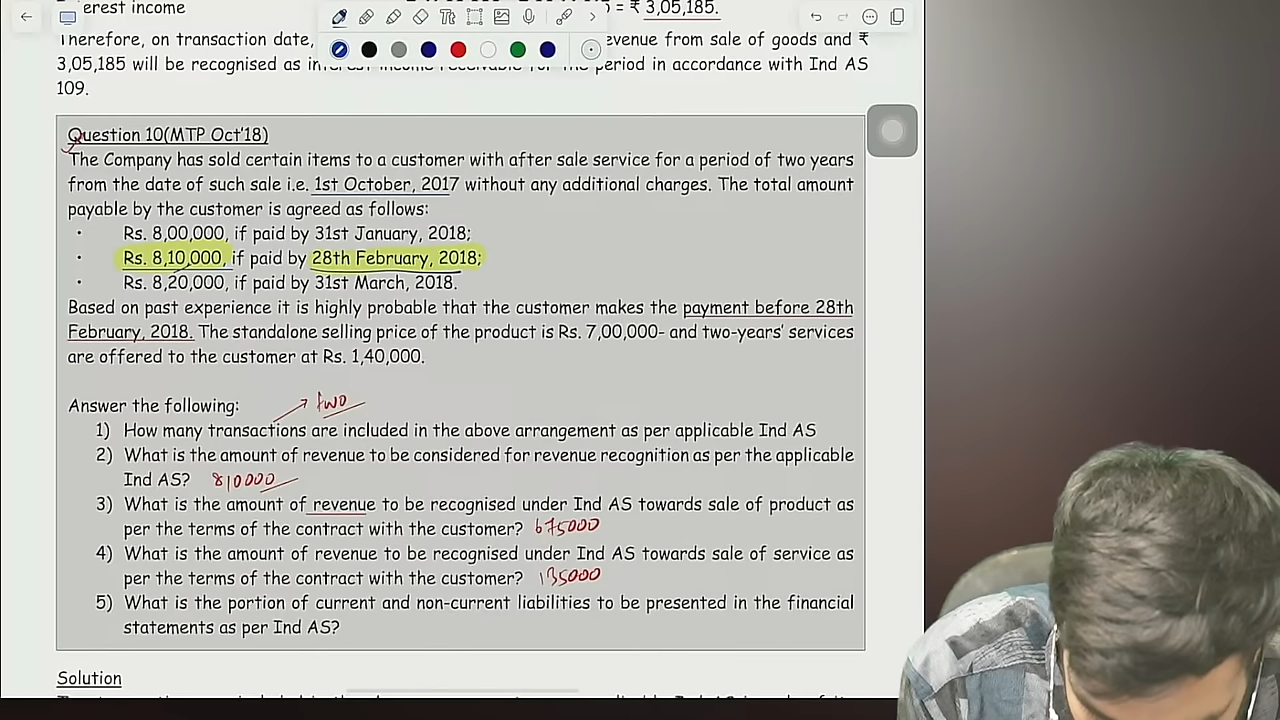 erest income = ₹ 3,05,185.
Therefore, on transaction date, evenue from sale of goods and ₹
3,05,185 will be recognised as interest income receivable for the period in accordance with Ind AS
109.
Question 10(MTP Oct'18)
The Company has sold certain items to a customer with after sale service for a period of two years
from the date of such sale i.e. 1st October, 2017 without any additional charges. The total amount
payable by the customer is agreed as follows:
· Rs. 8,00,000, if paid by 31st January, 2018;
· Rs. 8,10,000, if paid by 28th February, 2018;
· Rs. 8,20,000, if paid by 31st March, 2018.
Based on past experience it is highly probable that the customer makes the payment before 28th
February, 2018. The standalone selling price of the product is Rs. 7,00,000- and two-years' services
are offered to the customer at Rs. 1,40,000.
Answer the following: two
1) How many transactions are included in the above arrangement as per applicable Ind AS
2) What is the amount of revenue to be considered for revenue recognition as per the applicable
Ind AS? 810000
3) What is the amount of revenue to be recognised under Ind AS towards sale of product as
per the terms of the contract with the customer? 675000
4) What is the amount of revenue to be recognised under Ind AS towards sale of service as
per the terms of the contract with the customer? 135000
5) What is the portion of current and non-current liabilities to be presented in the financial
statements as per Ind AS?
Solution